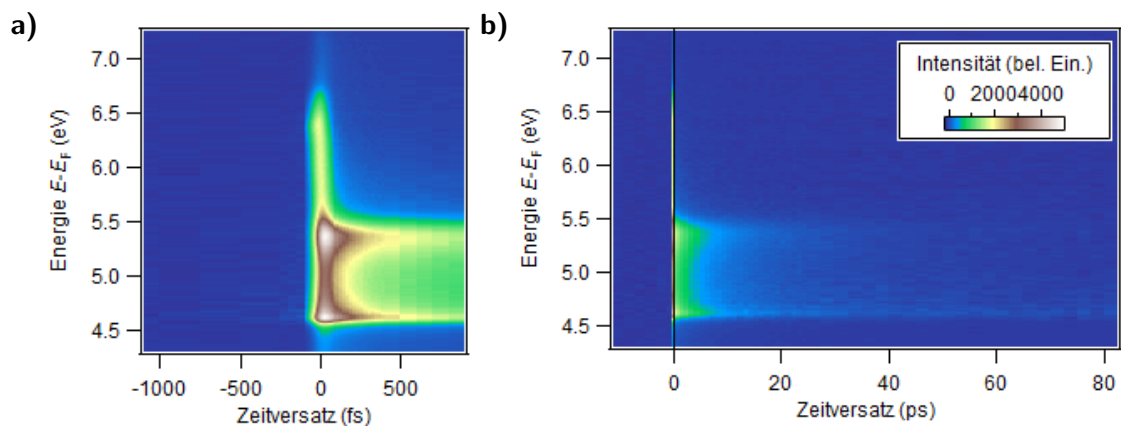 a)
7.0
6.5
6.0
5.5
5.0
4.5
Energie E-EF (eV)
-1000 -500 0 500
Zeitversatz (fs)
b)
7.0
6.5
6.0
5.5
5.0
4.5
Energie E-EF (eV)
Intensität (bel. Ein.)
0 20004000
0 20 40 60 80
Zeitversatz (ps)